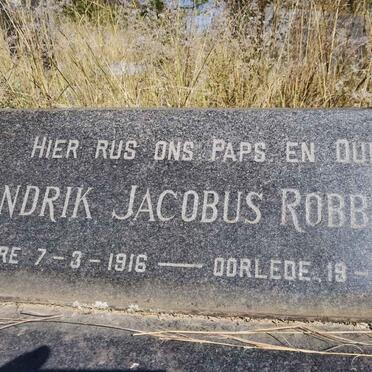 HIER RUS ONS PAPS EN OU
NDRIK JACOBUS ROBB
RE 7-3-1916 — OORLEDE 19-